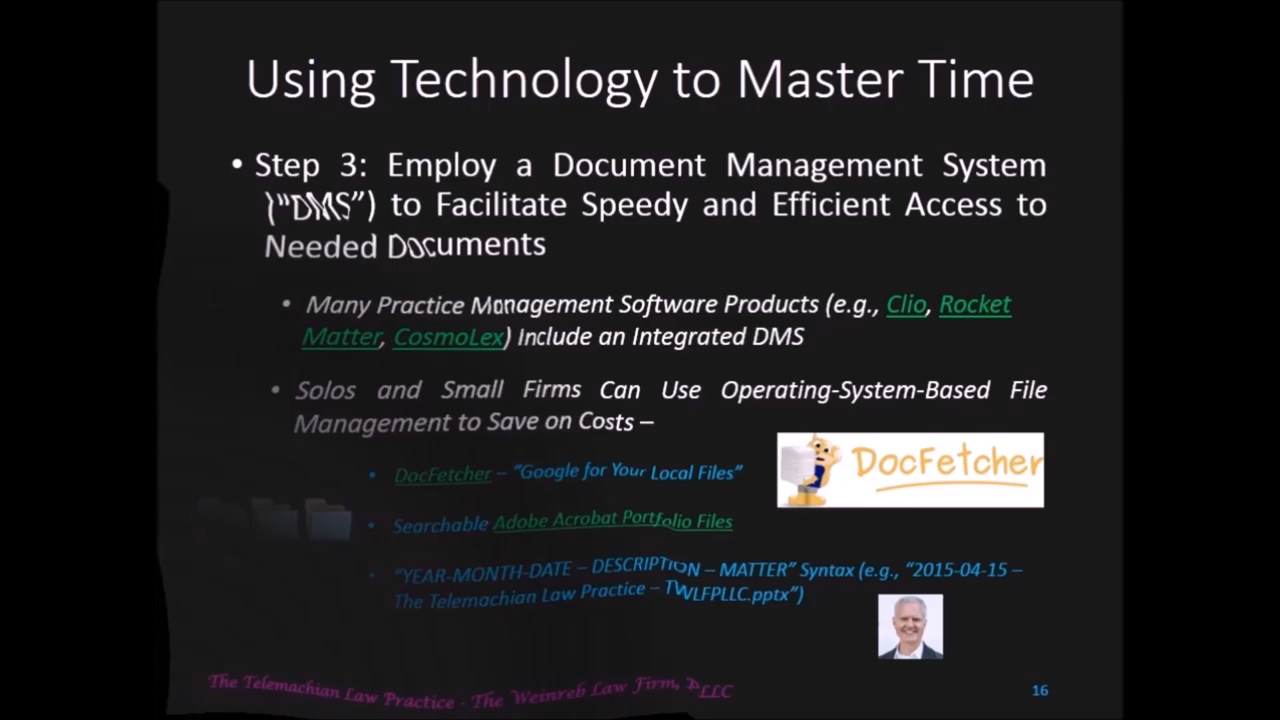 Using Technology to Master Time
• Step 3: Employ a Document Management System
("DMS") to Facilitate Speedy and Efficient Access to
Needed Documents
• Many Practice Management Software Products (e.g., Clio, Rocket
Matter, CosmoLex) Include an Integrated DMS
• Solos and Small Firms Can Use Operating-System-Based File
Management to Save on Costs –
• DocFetcher – "Google for Your Local Files"
DocFetcher
• Searchable Adobe Acrobat Portfolio Files
• "YEAR-MONTH-DATE – DESCRIPTION – MATTER" Syntax (e.g., "2015-04-15 –
The Telemachian Law Practice – TWLFPLLC.pptx")
The Telemachian Law Practice - The Weinreb Law Firm, PLLC
16